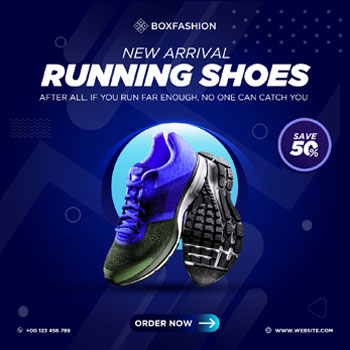 BOXFASHION
NEW ARRIVAL
RUNNING SHOES
AFTER ALL, IF YOU RUN FAR ENOUGH, NO ONE CAN CATCH YOU
SAVE
50%
ORDER NOW
+00 123 456 789
WWW.WEBSITE.COM